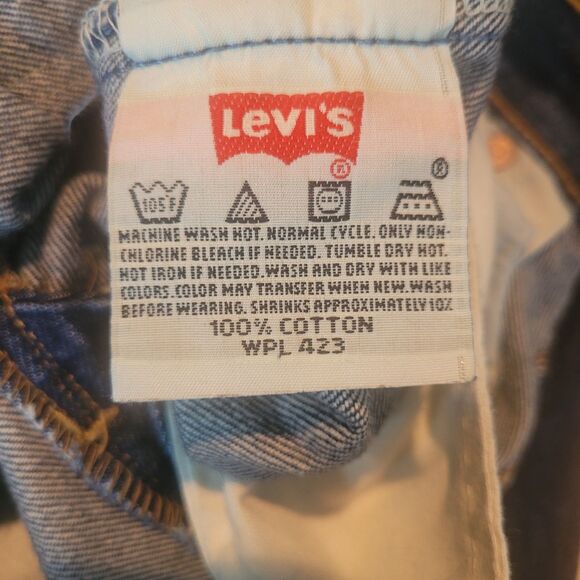 Levi's
®
®
105°F
MACHINE WASH HOT. NORMAL CYCLE. ONLY NON-
CHLORINE BLEACH IF NEEDED. TUMBLE DRY HOT.
HOT IRON IF NEEDED.WASH AND DRY WITH LIKE
COLORS.COLOR MAY TRANSFER WHEN NEW.WASH
BEFORE WEARING. SHRINKS APPROXIMATELY 10%
100% COTTON
WPL 423